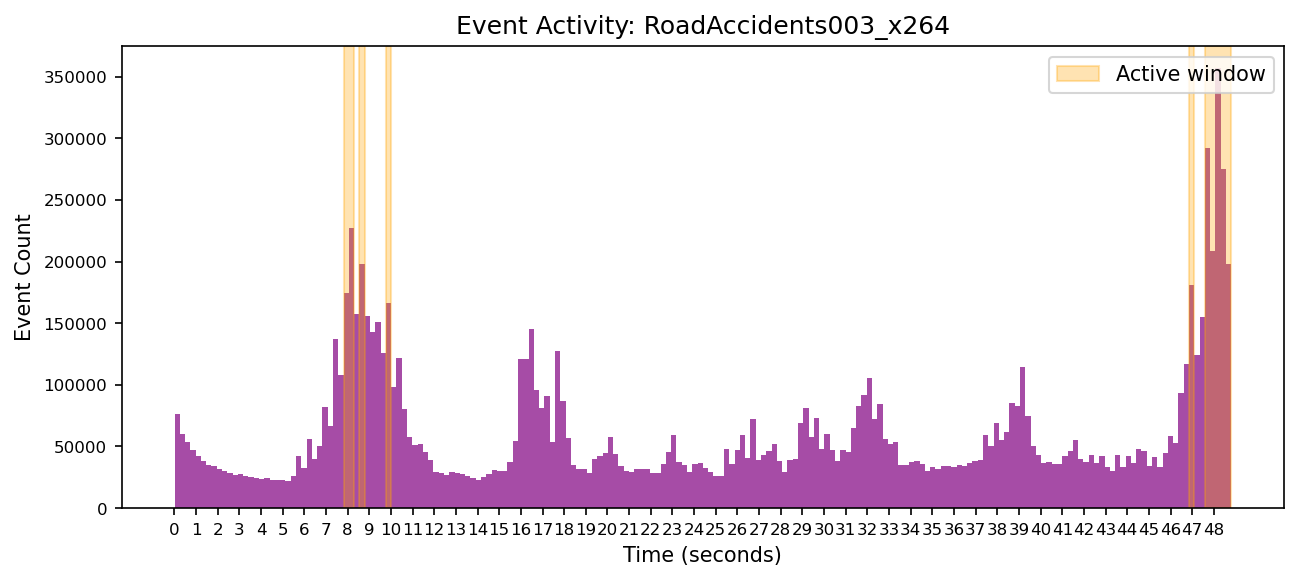 Event Activity: RoadAccidents003_x264
Active window
Event Count
350000
300000
250000
200000
150000
100000
50000
0
0 1 2 3 4 5 6 7 8 9 10 11 12 13 14 15 16 17 18 19 20 21 22 23 24 25 26 27 28 29 30 31 32 33 34 35 36 37 38 39 40 41 42 43 44 45 46 47 48
Time (seconds)